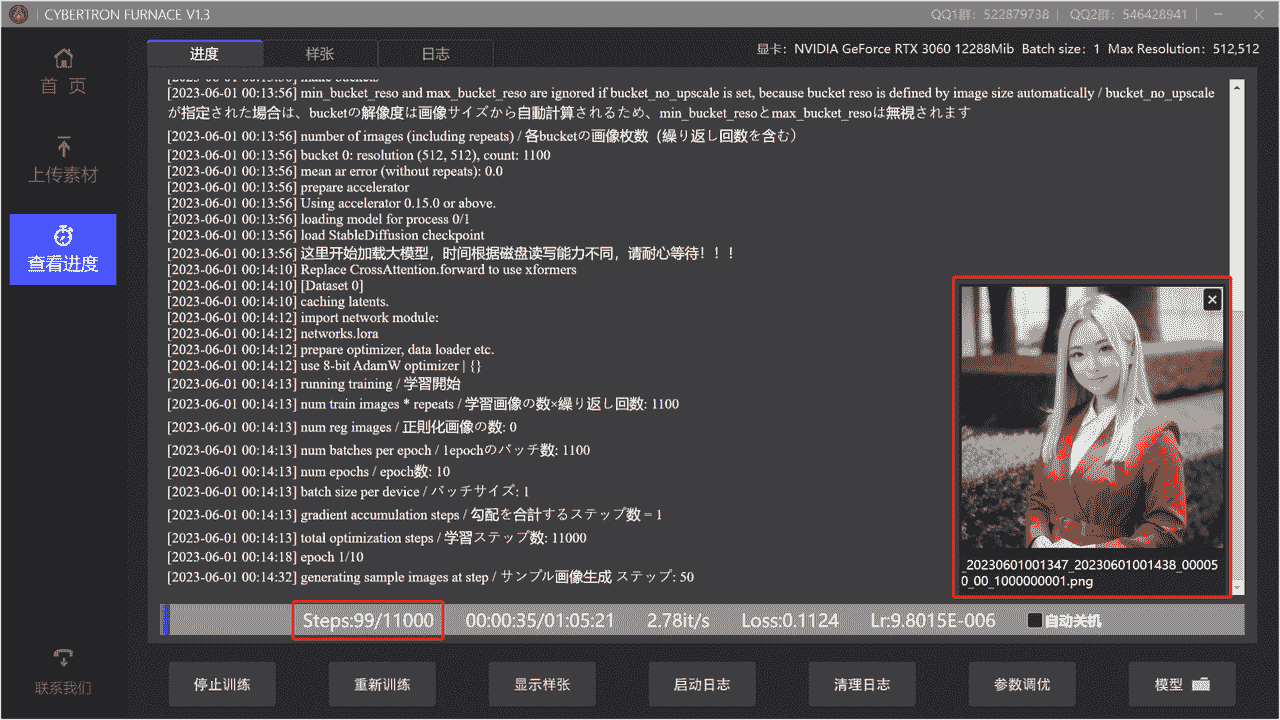 CYBERTRON FURNACE V1.3
QQ1群：522879738 | QQ2群：546428941 |
首 页
上传素材
查看进度
联系我们
进度
样张
日志
显卡：NVIDIA GeForce RTX 3060 12288Mib Batch size：1 Max Resolution：512,512
[2023-06-01 00:13:56] make buckets
[2023-06-01 00:13:56] min_bucket_reso and max_bucket_reso are ignored if bucket_no_upscale is set, because bucket reso is defined by image size automatically / bucket_no_upscale
が指定された場合は、bucketの解像度は画像サイズから自動計算されるため、min_bucket_resoとmax_bucket_resoは無視されます
[2023-06-01 00:13:56] number of images (including repeats) / 各bucketの画像枚数（繰り返し回数を含む）
[2023-06-01 00:13:56] bucket 0: resolution (512, 512), count: 1100
[2023-06-01 00:13:56] mean ar error (without repeats): 0.0
[2023-06-01 00:13:56] prepare accelerator
[2023-06-01 00:13:56] Using accelerator 0.15.0 or above.
[2023-06-01 00:13:56] loading model for process 0/1
[2023-06-01 00:13:56] load StableDiffusion checkpoint
[2023-06-01 00:13:56] 这里开始加载大模型，时间根据磁盘读写能力不同，请耐心等待！！！
[2023-06-01 00:14:10] Replace CrossAttention.forward to use xformers
[2023-06-01 00:14:10] [Dataset 0]
[2023-06-01 00:14:10] caching latents.
[2023-06-01 00:14:12] import network module:
[2023-06-01 00:14:12] networks.lora
[2023-06-01 00:14:12] prepare optimizer, data loader etc.
[2023-06-01 00:14:12] use 8-bit AdamW optimizer | {}
[2023-06-01 00:14:13] running training / 学習開始
[2023-06-01 00:14:13] num train images * repeats / 学習画像の数×繰り返し回数: 1100
[2023-06-01 00:14:13] num reg images / 正則化画像の数: 0
[2023-06-01 00:14:13] num batches per epoch / 1epochのバッチ数: 1100
[2023-06-01 00:14:13] num epochs / epoch数: 10
[2023-06-01 00:14:13] batch size per device / バッチサイズ: 1
[2023-06-01 00:14:13] gradient accumulation steps / 勾配を合計するステップ数 = 1
[2023-06-01 00:14:13] total optimization steps / 学習ステップ数: 11000
[2023-06-01 00:14:18] epoch 1/10
[2023-06-01 00:14:32] generating sample images at step / サンプル画像生成 ステップ: 50
_20230601001347_20230601001438_00005
0_00_1000000001.png
Steps:99/11000 00:00:35/01:05:21 2.78it/s Loss:0.1124 Lr:9.8015E-006 自动关机
停止训练
重新训练
显示样张
启动日志
清理日志
参数调优
模型